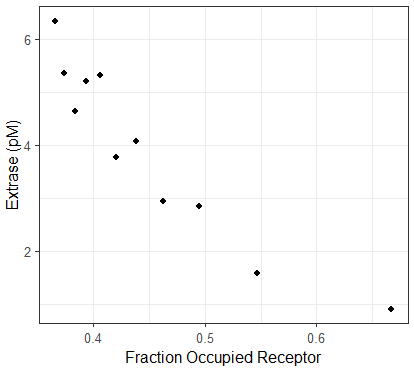 6
4
2
Extrase (pM)
0.4 0.5 0.6
Fraction Occupied Receptor